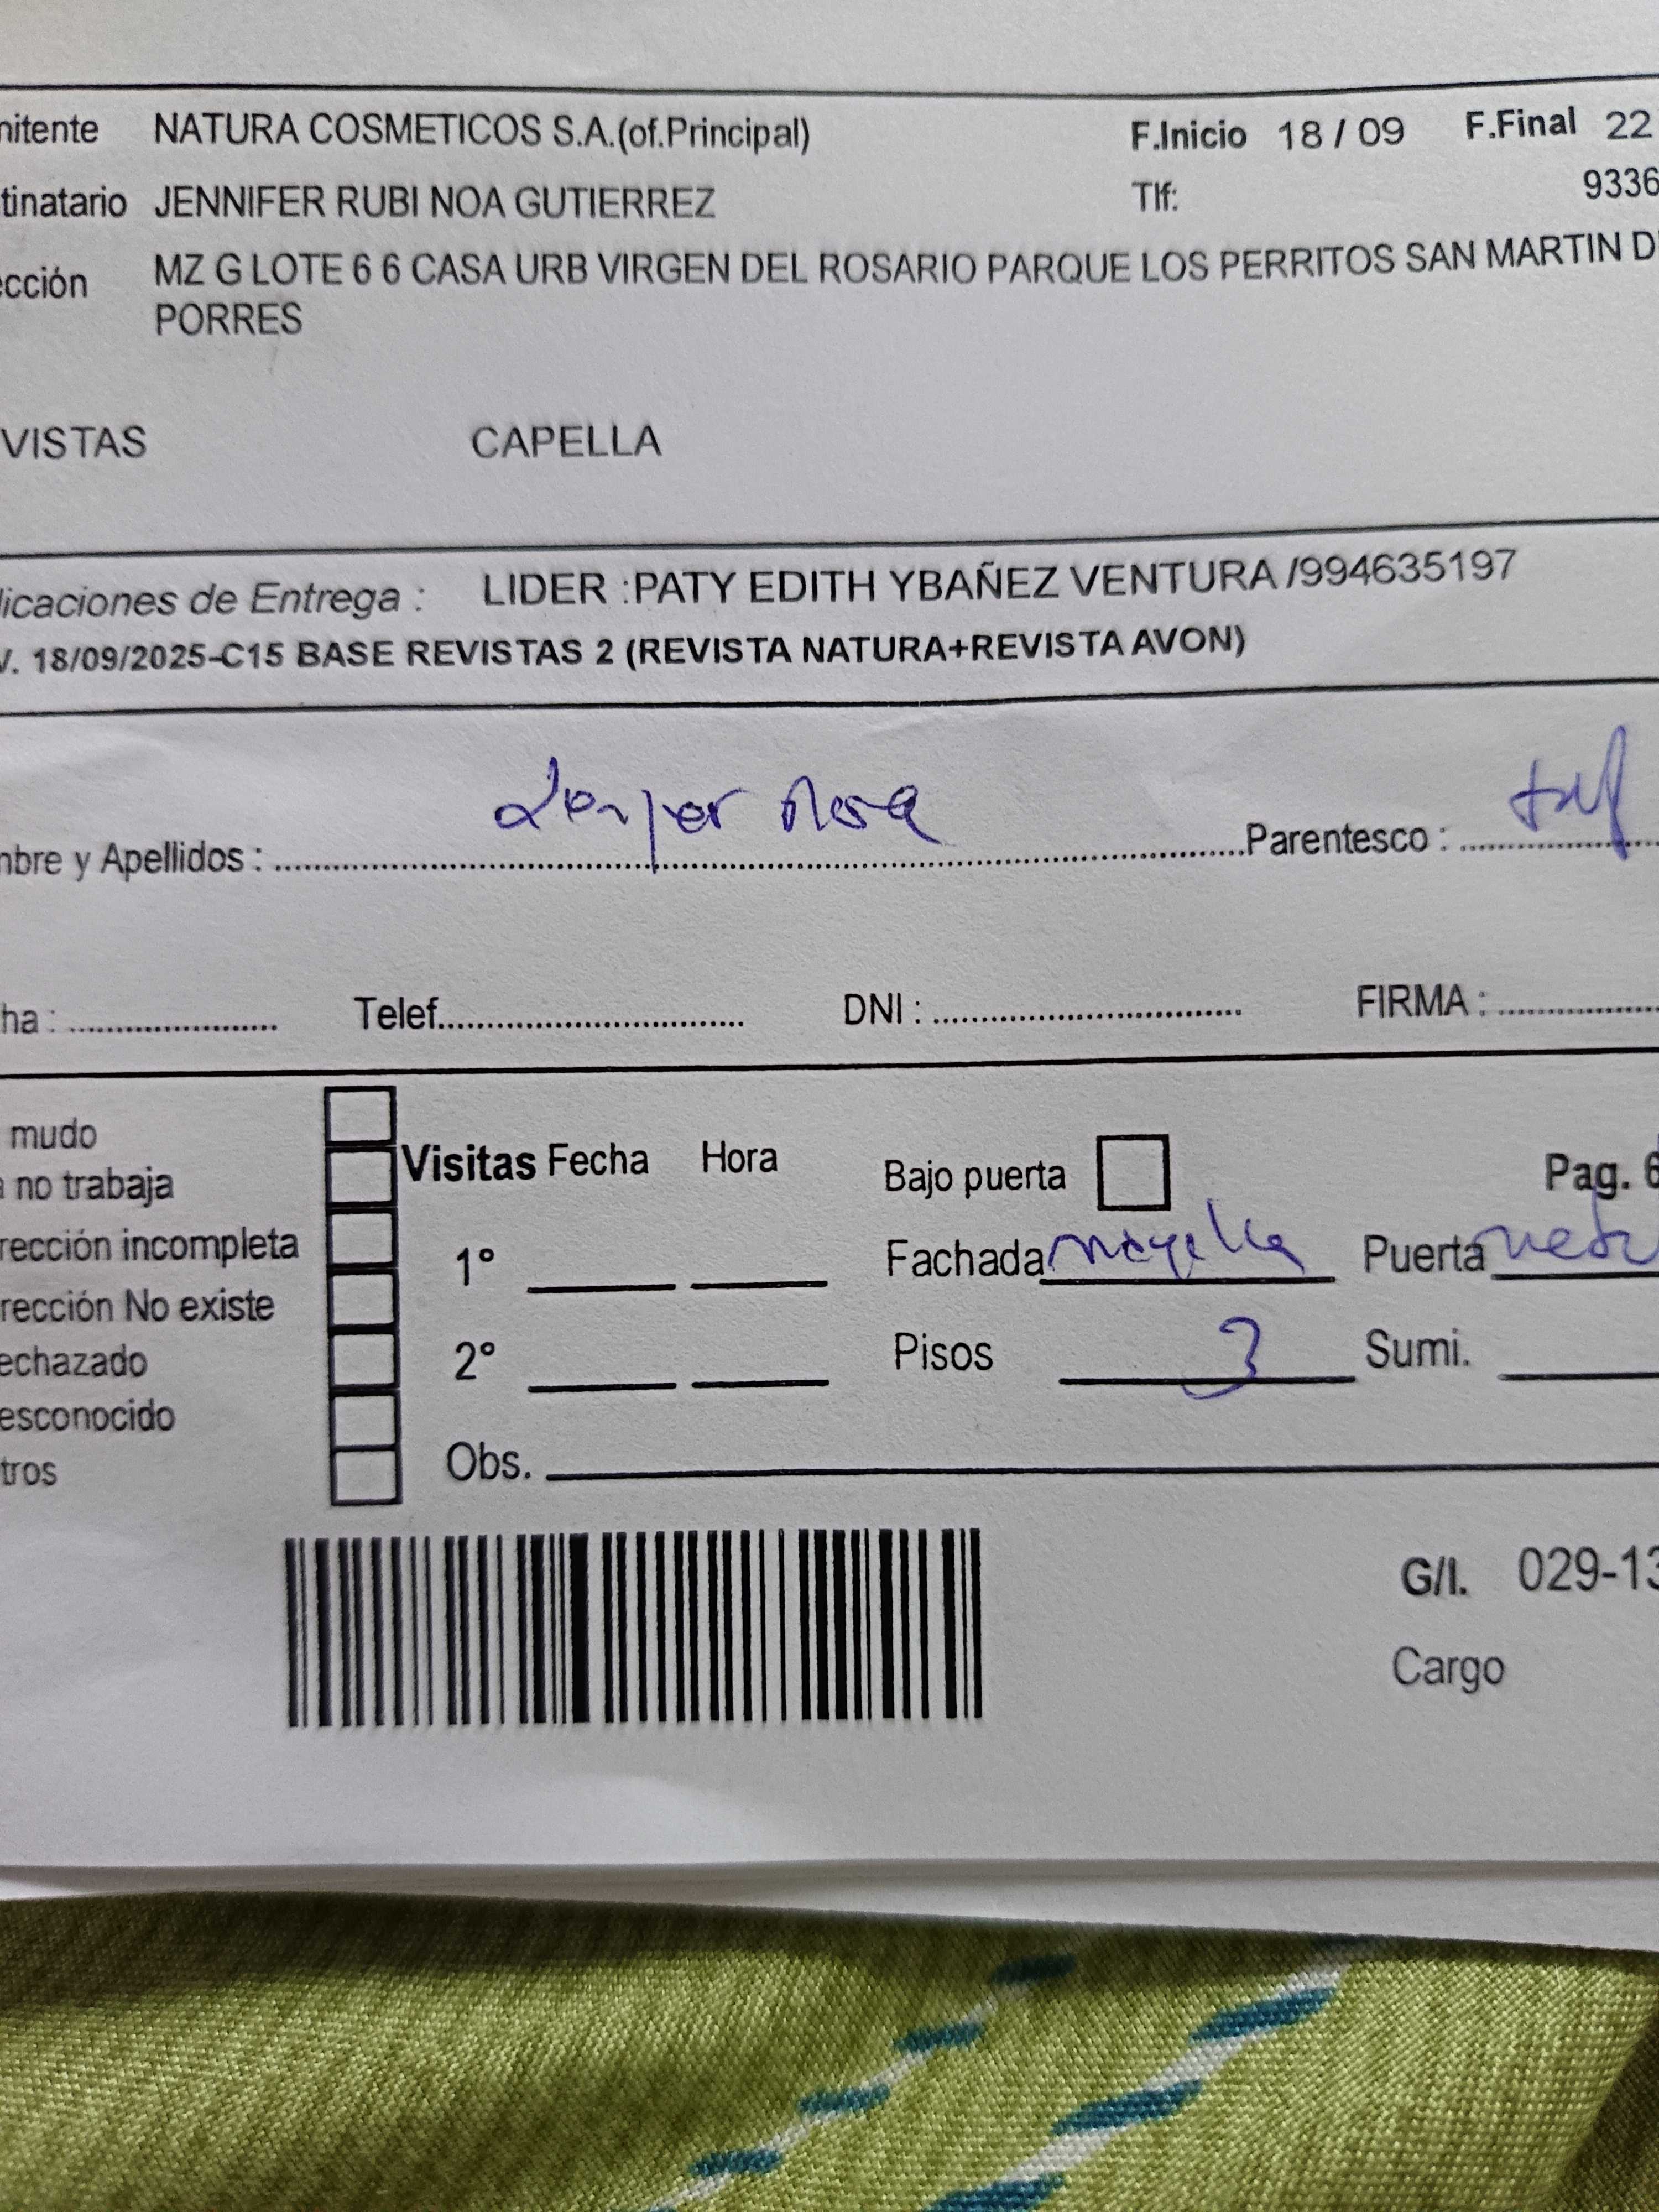 nitente NATURA COSMETICOS S.A.(of.Principal) F.Inicio 18 / 09 F.Final 22
tinatario JENNIFER RUBI NOA GUTIERREZ Tlf: 9336
ección MZ G LOTE 6 6 CASA URB VIRGEN DEL ROSARIO PARQUE LOS PERRITOS SAN MARTIN D
PORRES
VISTAS CAPELLA
licaciones de Entrega : LIDER :PATY EDITH YBAÑEZ VENTURA /994635197
V. 18/09/2025-C15 BASE REVISTAS 2 (REVISTA NATURA+REVISTA AVON)
nbre y Apellidos : Parentesco :
ha : Telef. DNI : FIRMA :
mudo
a no trabaja Visitas Fecha Hora Bajo puerta Pag. 6
rección incompleta 1° Fachada Puerta
rección No existe
echazado 2° Pisos 3 Sumi.
esconocido
tros Obs.
G/I. 029-13
Cargo